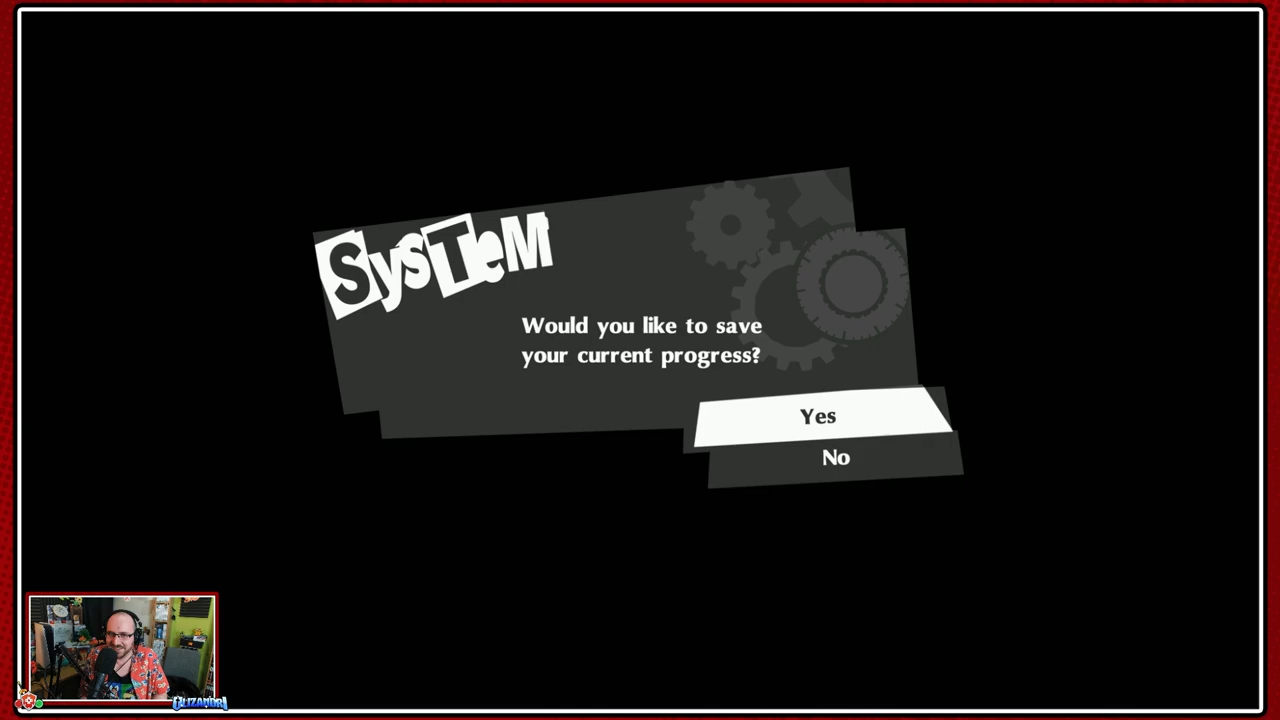 SysTeM
Would you like to save
your current progress?
Yes
No